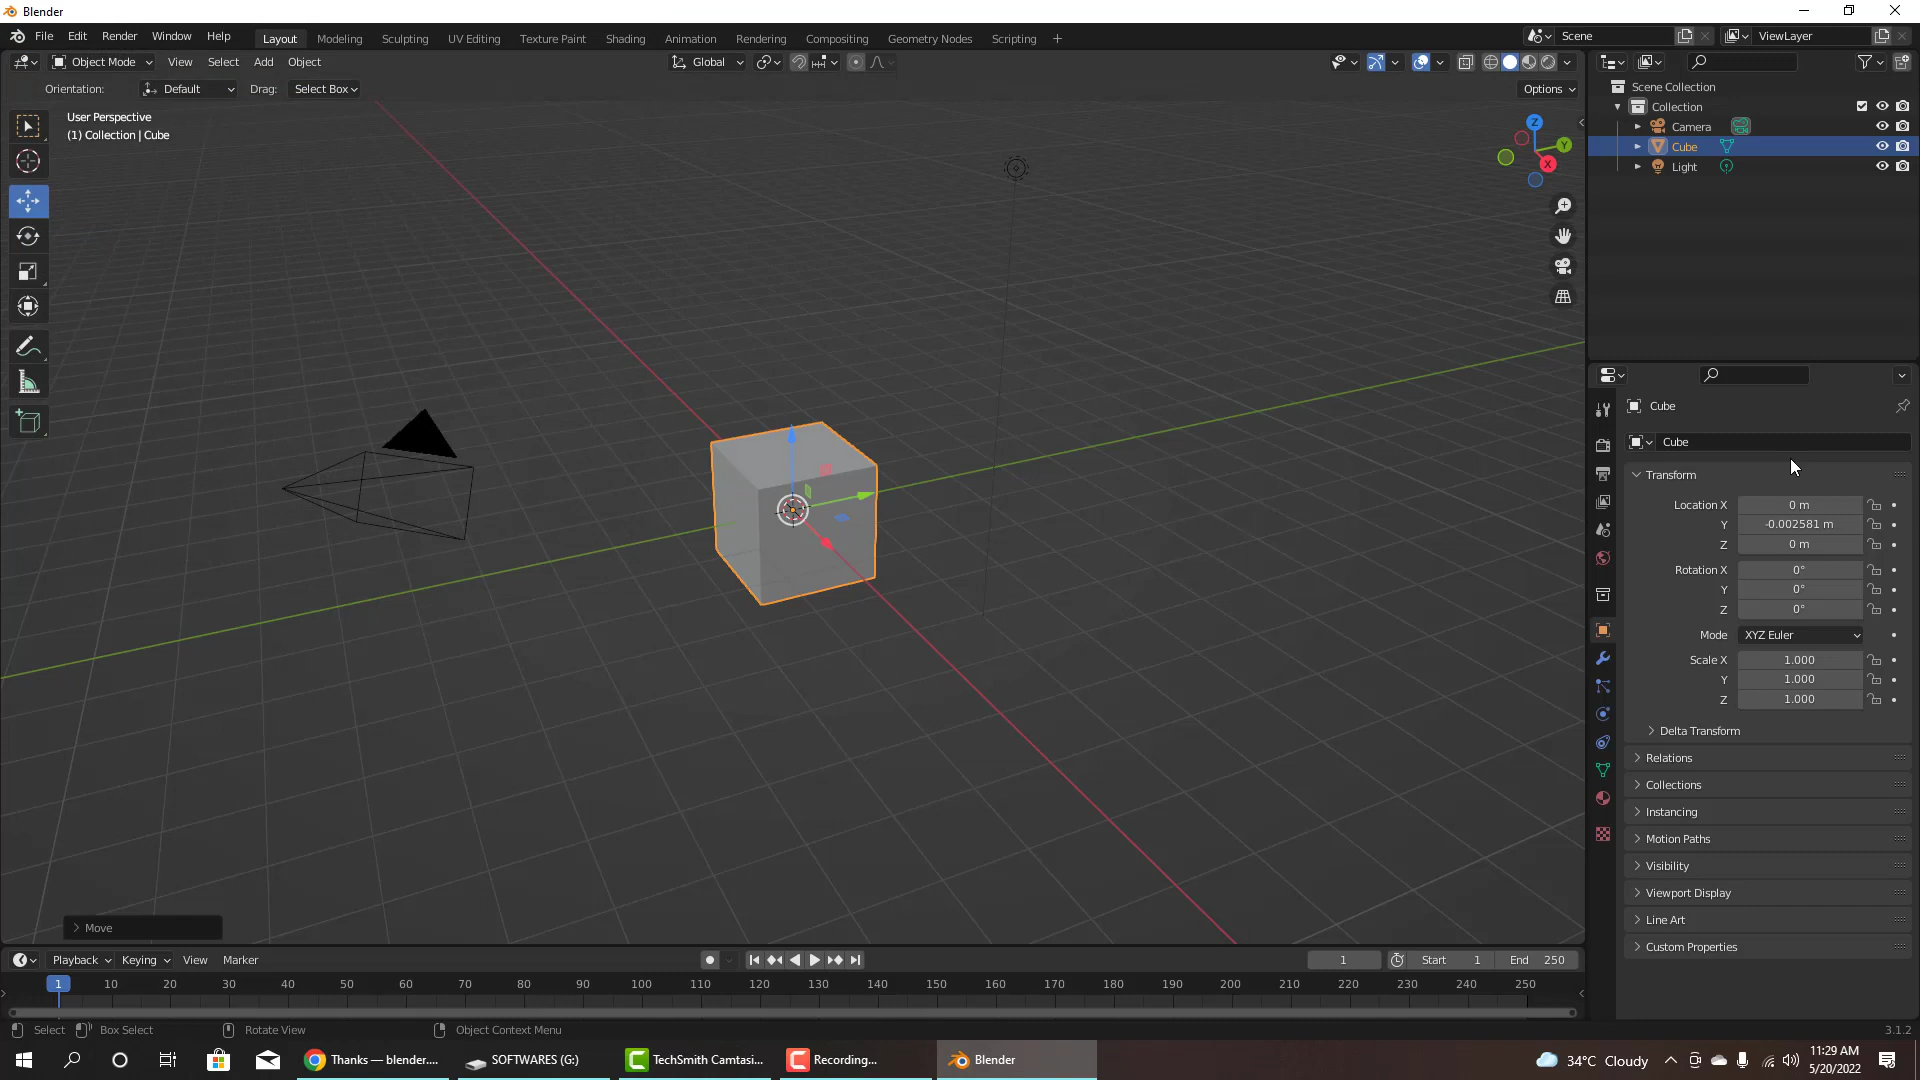 Blender
File Edit Render Window Help
Layout Modeling Sculpting UV Editing Texture Paint Shading Animation Rendering Compositing Geometry Nodes Scripting +
Scene
ViewLayer
Object Mode View Select Add Object
Global
Orientation: Default Drag: Select Box
Options
User Perspective
(1) Collection | Cube
Z
Y
X
Scene Collection
Collection
Camera
Cube
Light
Cube
Cube
Transform
Location X 0 m
Y -0.002581 m
Z 0 m
Rotation X 0°
Y 0°
Z 0°
Mode XYZ Euler
Scale X 1.000
Y 1.000
Z 1.000
Delta Transform
Relations
Collections
Instancing
Motion Paths
Visibility
Viewport Display
Line Art
Custom Properties
Move
Playback Keying View Marker
1
Start 1 End 250
1 10 20 30 40 50 60 70 80 90 100 110 120 130 140 150 160 170 180 190 200 210 220 230 240 250
Select Box Select Rotate View Object Context Menu
3.1.2
Thanks — blender.... SOFTWARES (G:) TechSmith Camtasi... Recording... Blender
34°C Cloudy
11:29 AM
5/20/2022